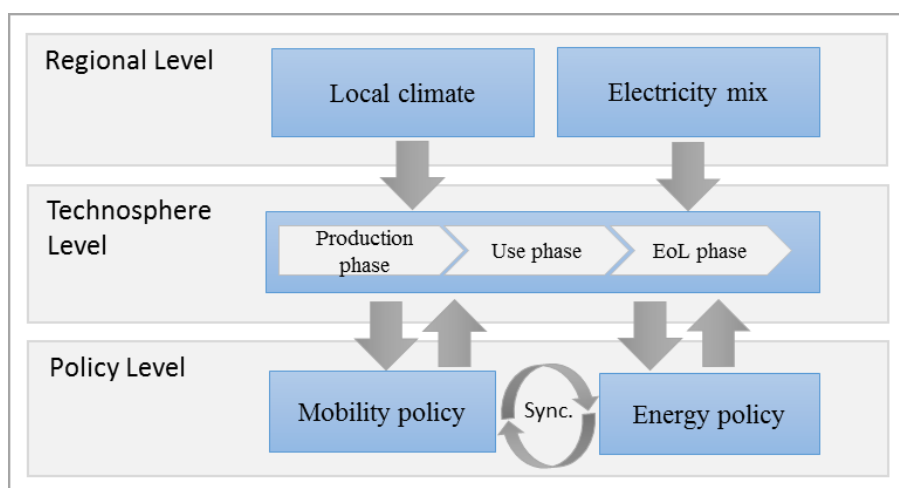 Regional Level
Local climate
Electricity mix
Technosphere
Level
Production
phase
Use phase
EoL phase
Policy Level
Mobility policy
Sync.
Energy policy